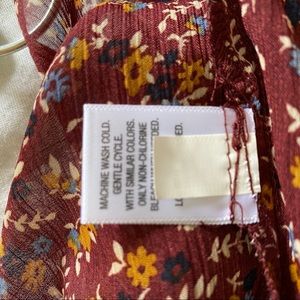 MACHINE WASH COLD.
GENTLE CYCLE.
WITH SIMILAR COLORS.
ONLY NON-CHLORINE